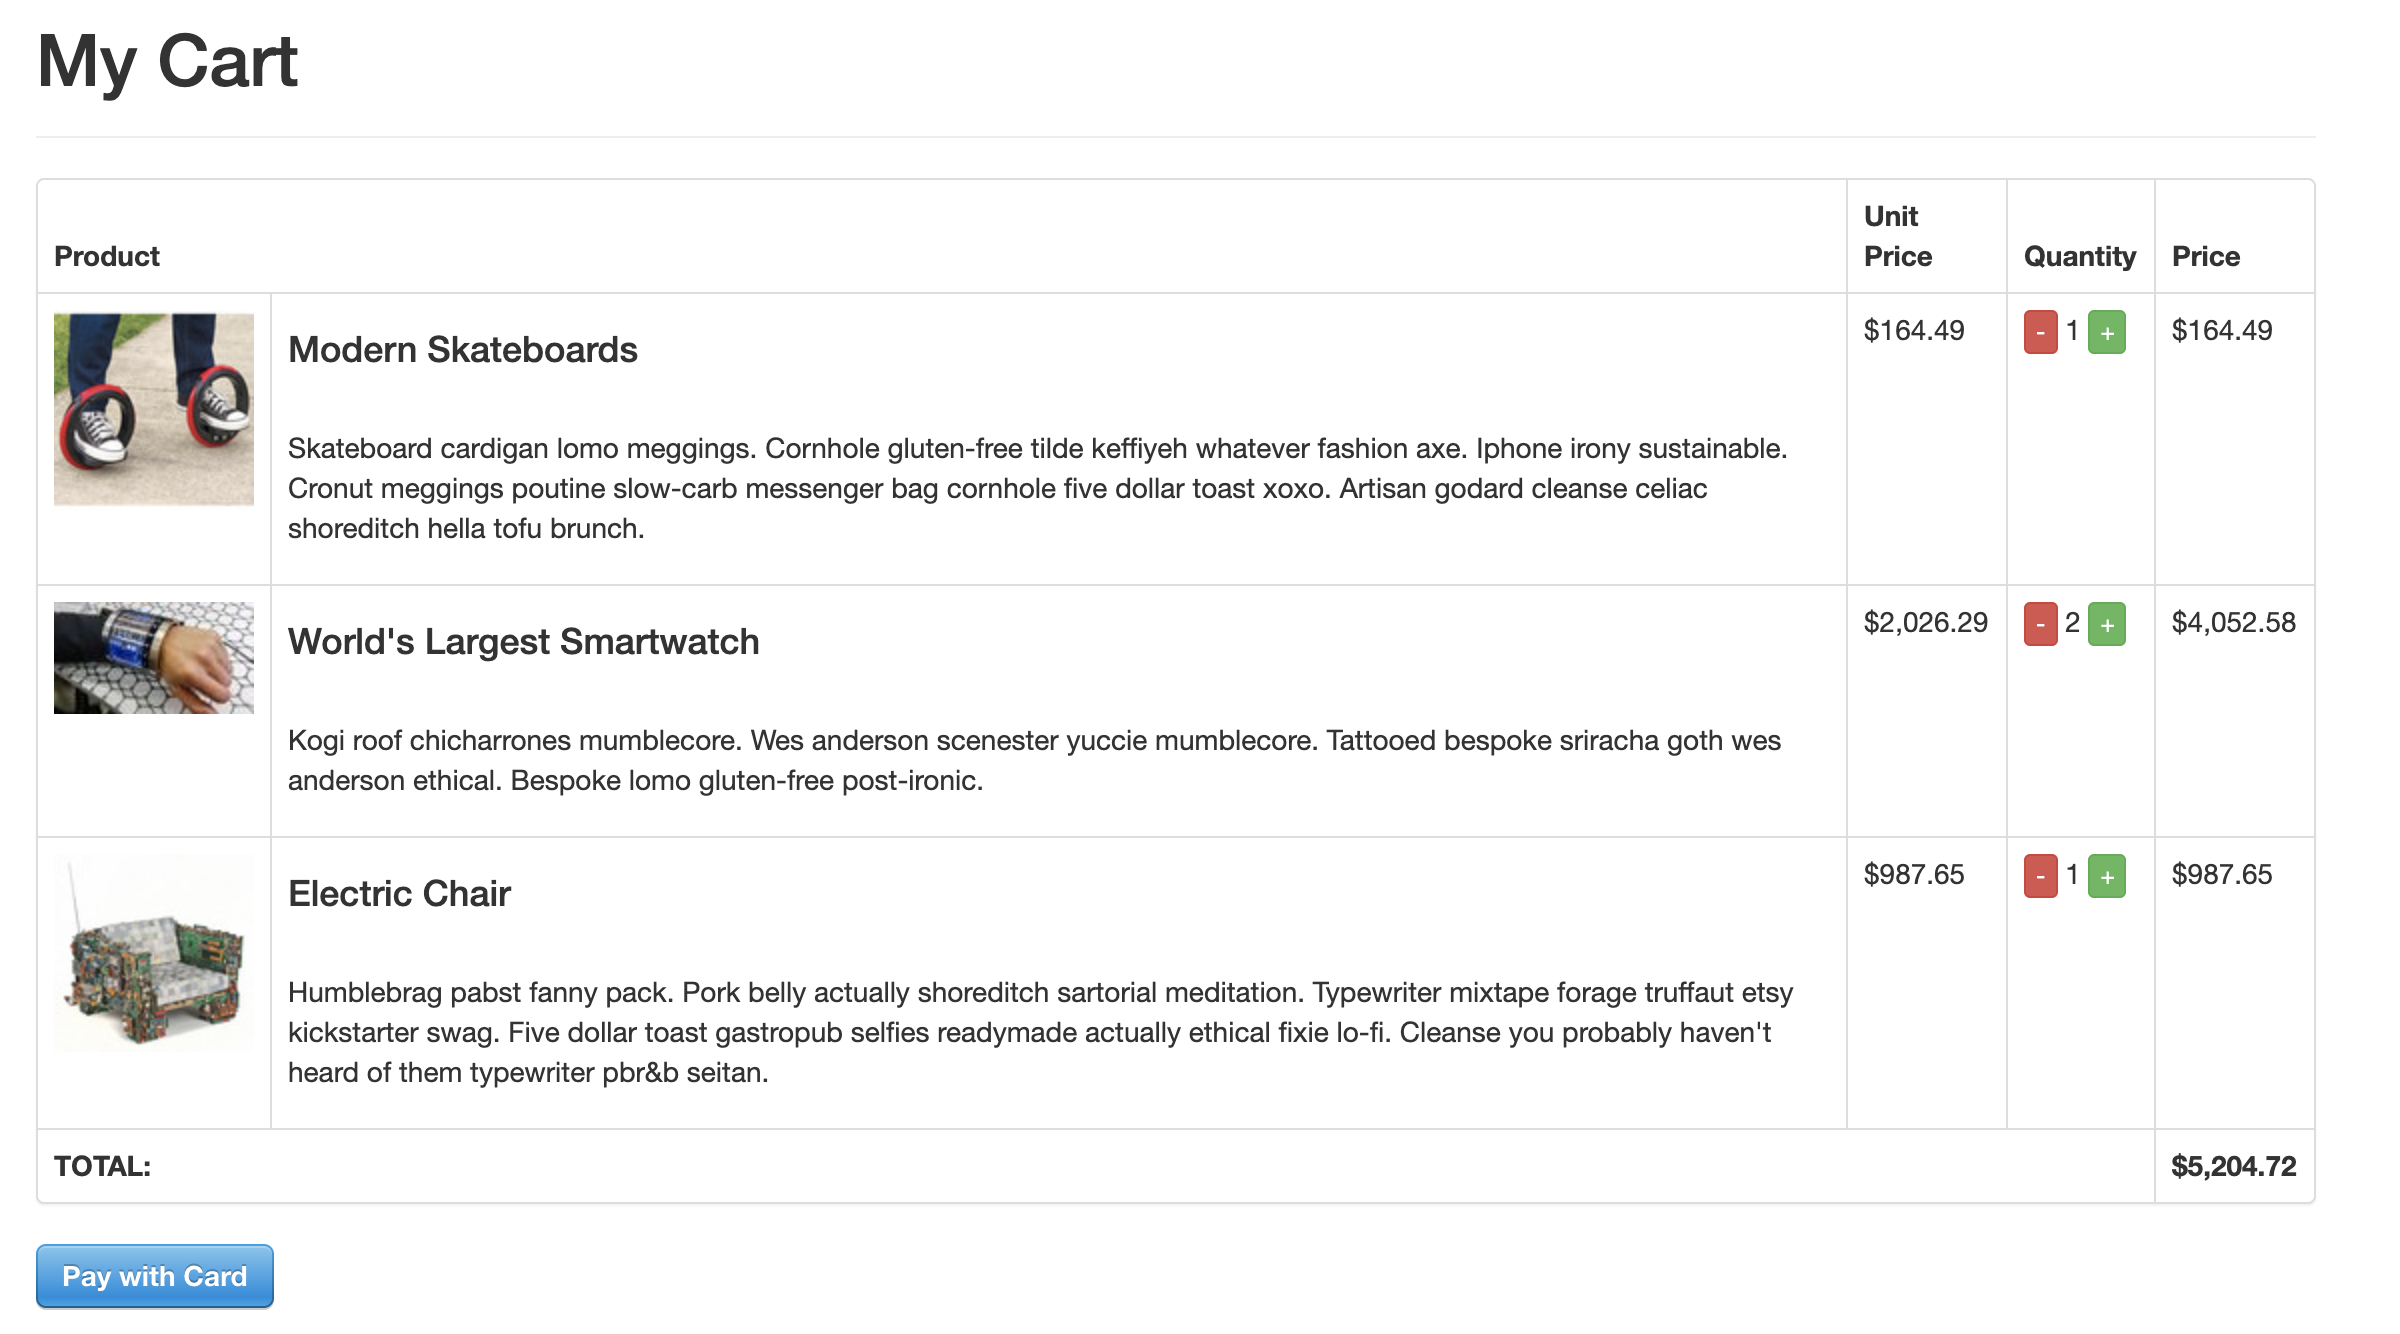 My Cart
Product
Unit
Price
Quantity
Price
Modern Skateboards
$164.49
- 1 +
$164.49
Skateboard cardigan lomo meggings. Cornhole gluten-free tilde keffiyeh whatever fashion axe. Iphone irony sustainable.
Cronut meggings poutine slow-carb messenger bag cornhole five dollar toast xoxo. Artisan godard cleanse celiac
shoreditch hella tofu brunch.
World's Largest Smartwatch
$2,026.29
- 2 +
$4,052.58
Kogi roof chicharrones mumblecore. Wes anderson scenester yuccie mumblecore. Tattooed bespoke sriracha goth wes
anderson ethical. Bespoke lomo gluten-free post-ironic.
Electric Chair
$987.65
- 1 +
$987.65
Humblebrag pabst fanny pack. Pork belly actually shoreditch sartorial meditation. Typewriter mixtape forage truffaut etsy
kickstarter swag. Five dollar toast gastropub selfies readymade actually ethical fixie lo-fi. Cleanse you probably haven't
heard of them typewriter pbr&b seitan.
TOTAL:
$5,204.72
Pay with Card